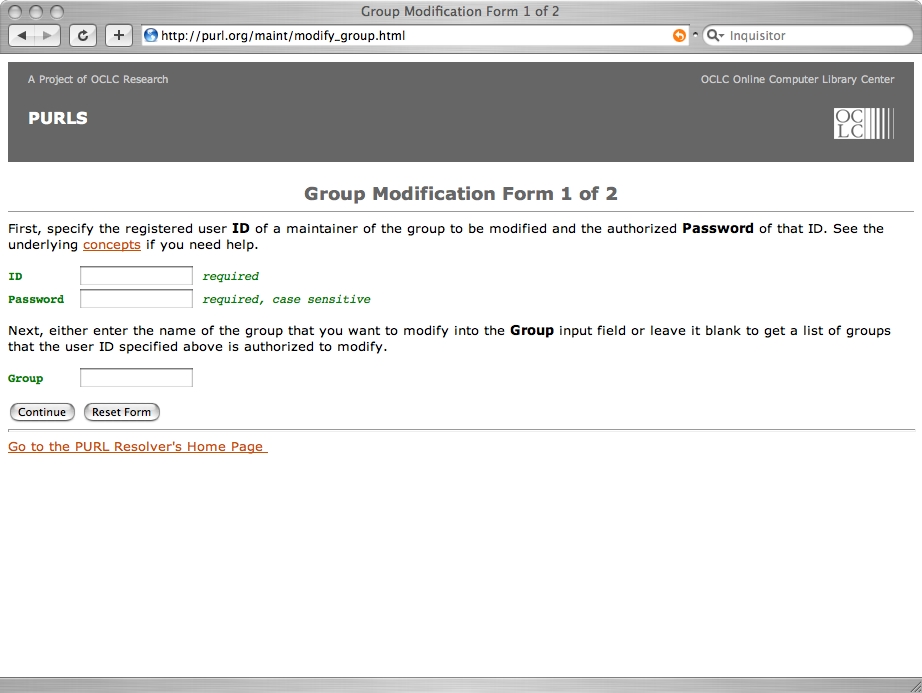 Group Modification Form 1 of 2
http://purl.org/maint/modify_group.html
Inquisitor
A Project of OCLC Research
OCLC Online Computer Library Center
PURLS
OC
LC
Group Modification Form 1 of 2
First, specify the registered user ID of a maintainer of the group to be modified and the authorized Password of that ID. See the
underlying concepts if you need help.
ID required
Password required, case sensitive
Next, either enter the name of the group that you want to modify into the Group input field or leave it blank to get a list of groups
that the user ID specified above is authorized to modify.
Group
Continue Reset Form
Go to the PURL Resolver's Home Page